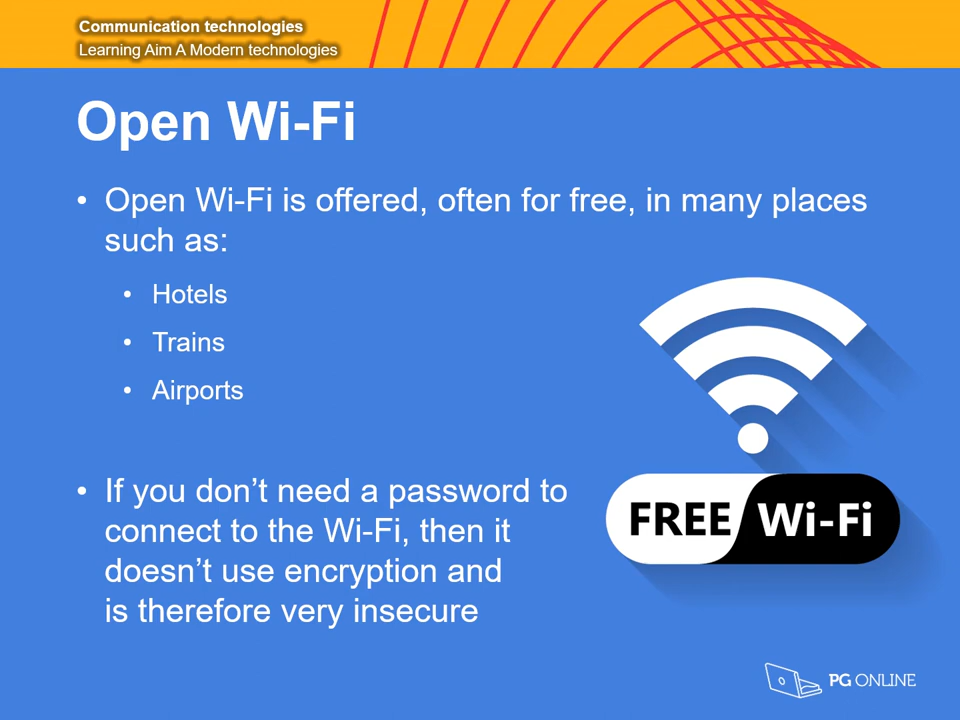 Communication technologies
Learning Aim A Modern technologies
Open Wi-Fi
• Open Wi-Fi is offered, often for free, in many places
such as:
• Hotels
• Trains
• Airports
• If you don’t need a password to
connect to the Wi-Fi, then it
doesn’t use encryption and
is therefore very insecure
FREE Wi-Fi
PG ONLINE